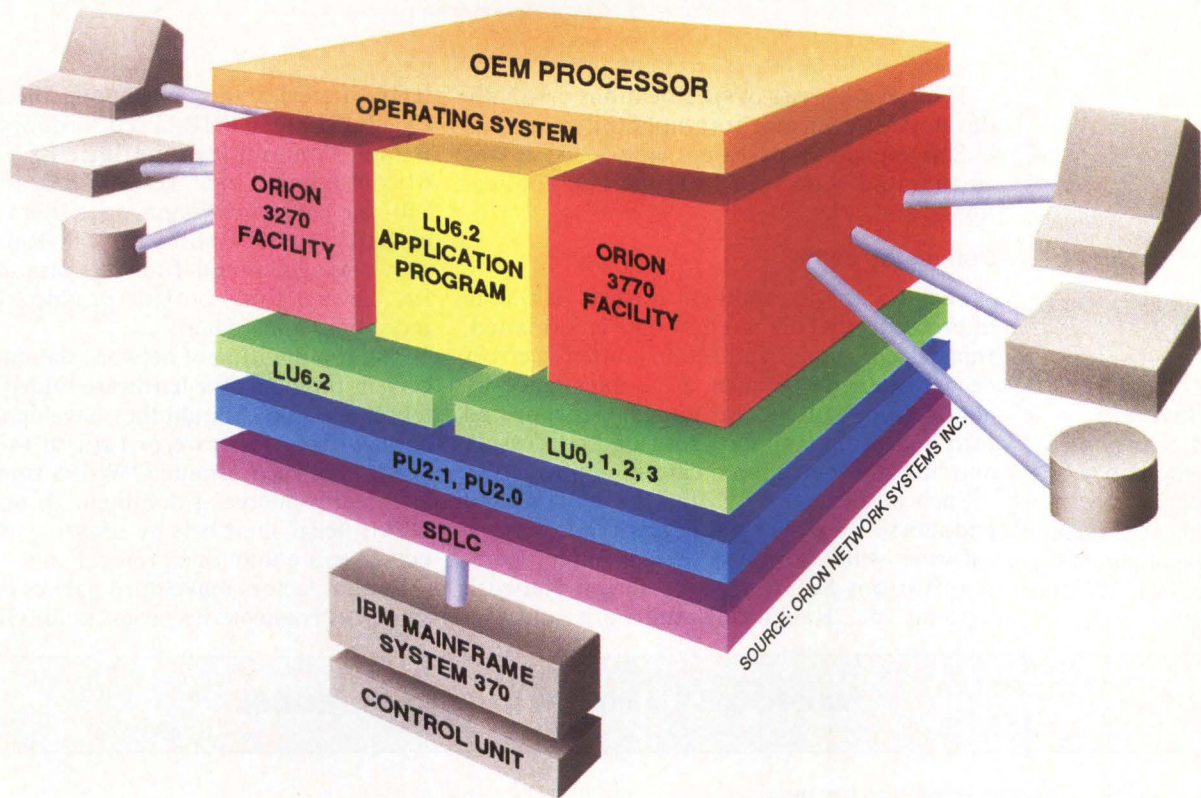 OEM PROCESSOR
OPERATING SYSTEM
ORION
3270
FACILITY
LU6.2
APPLICATION
PROGRAM
ORION
3770
FACILITY
LU6.2
LU0, 1, 2, 3
PU2.1, PU2.0
SDLC
IBM MAINFRAME
SYSTEM 370
CONTROL UNIT
SOURCE: ORION NETWORK SYSTEMS INC.